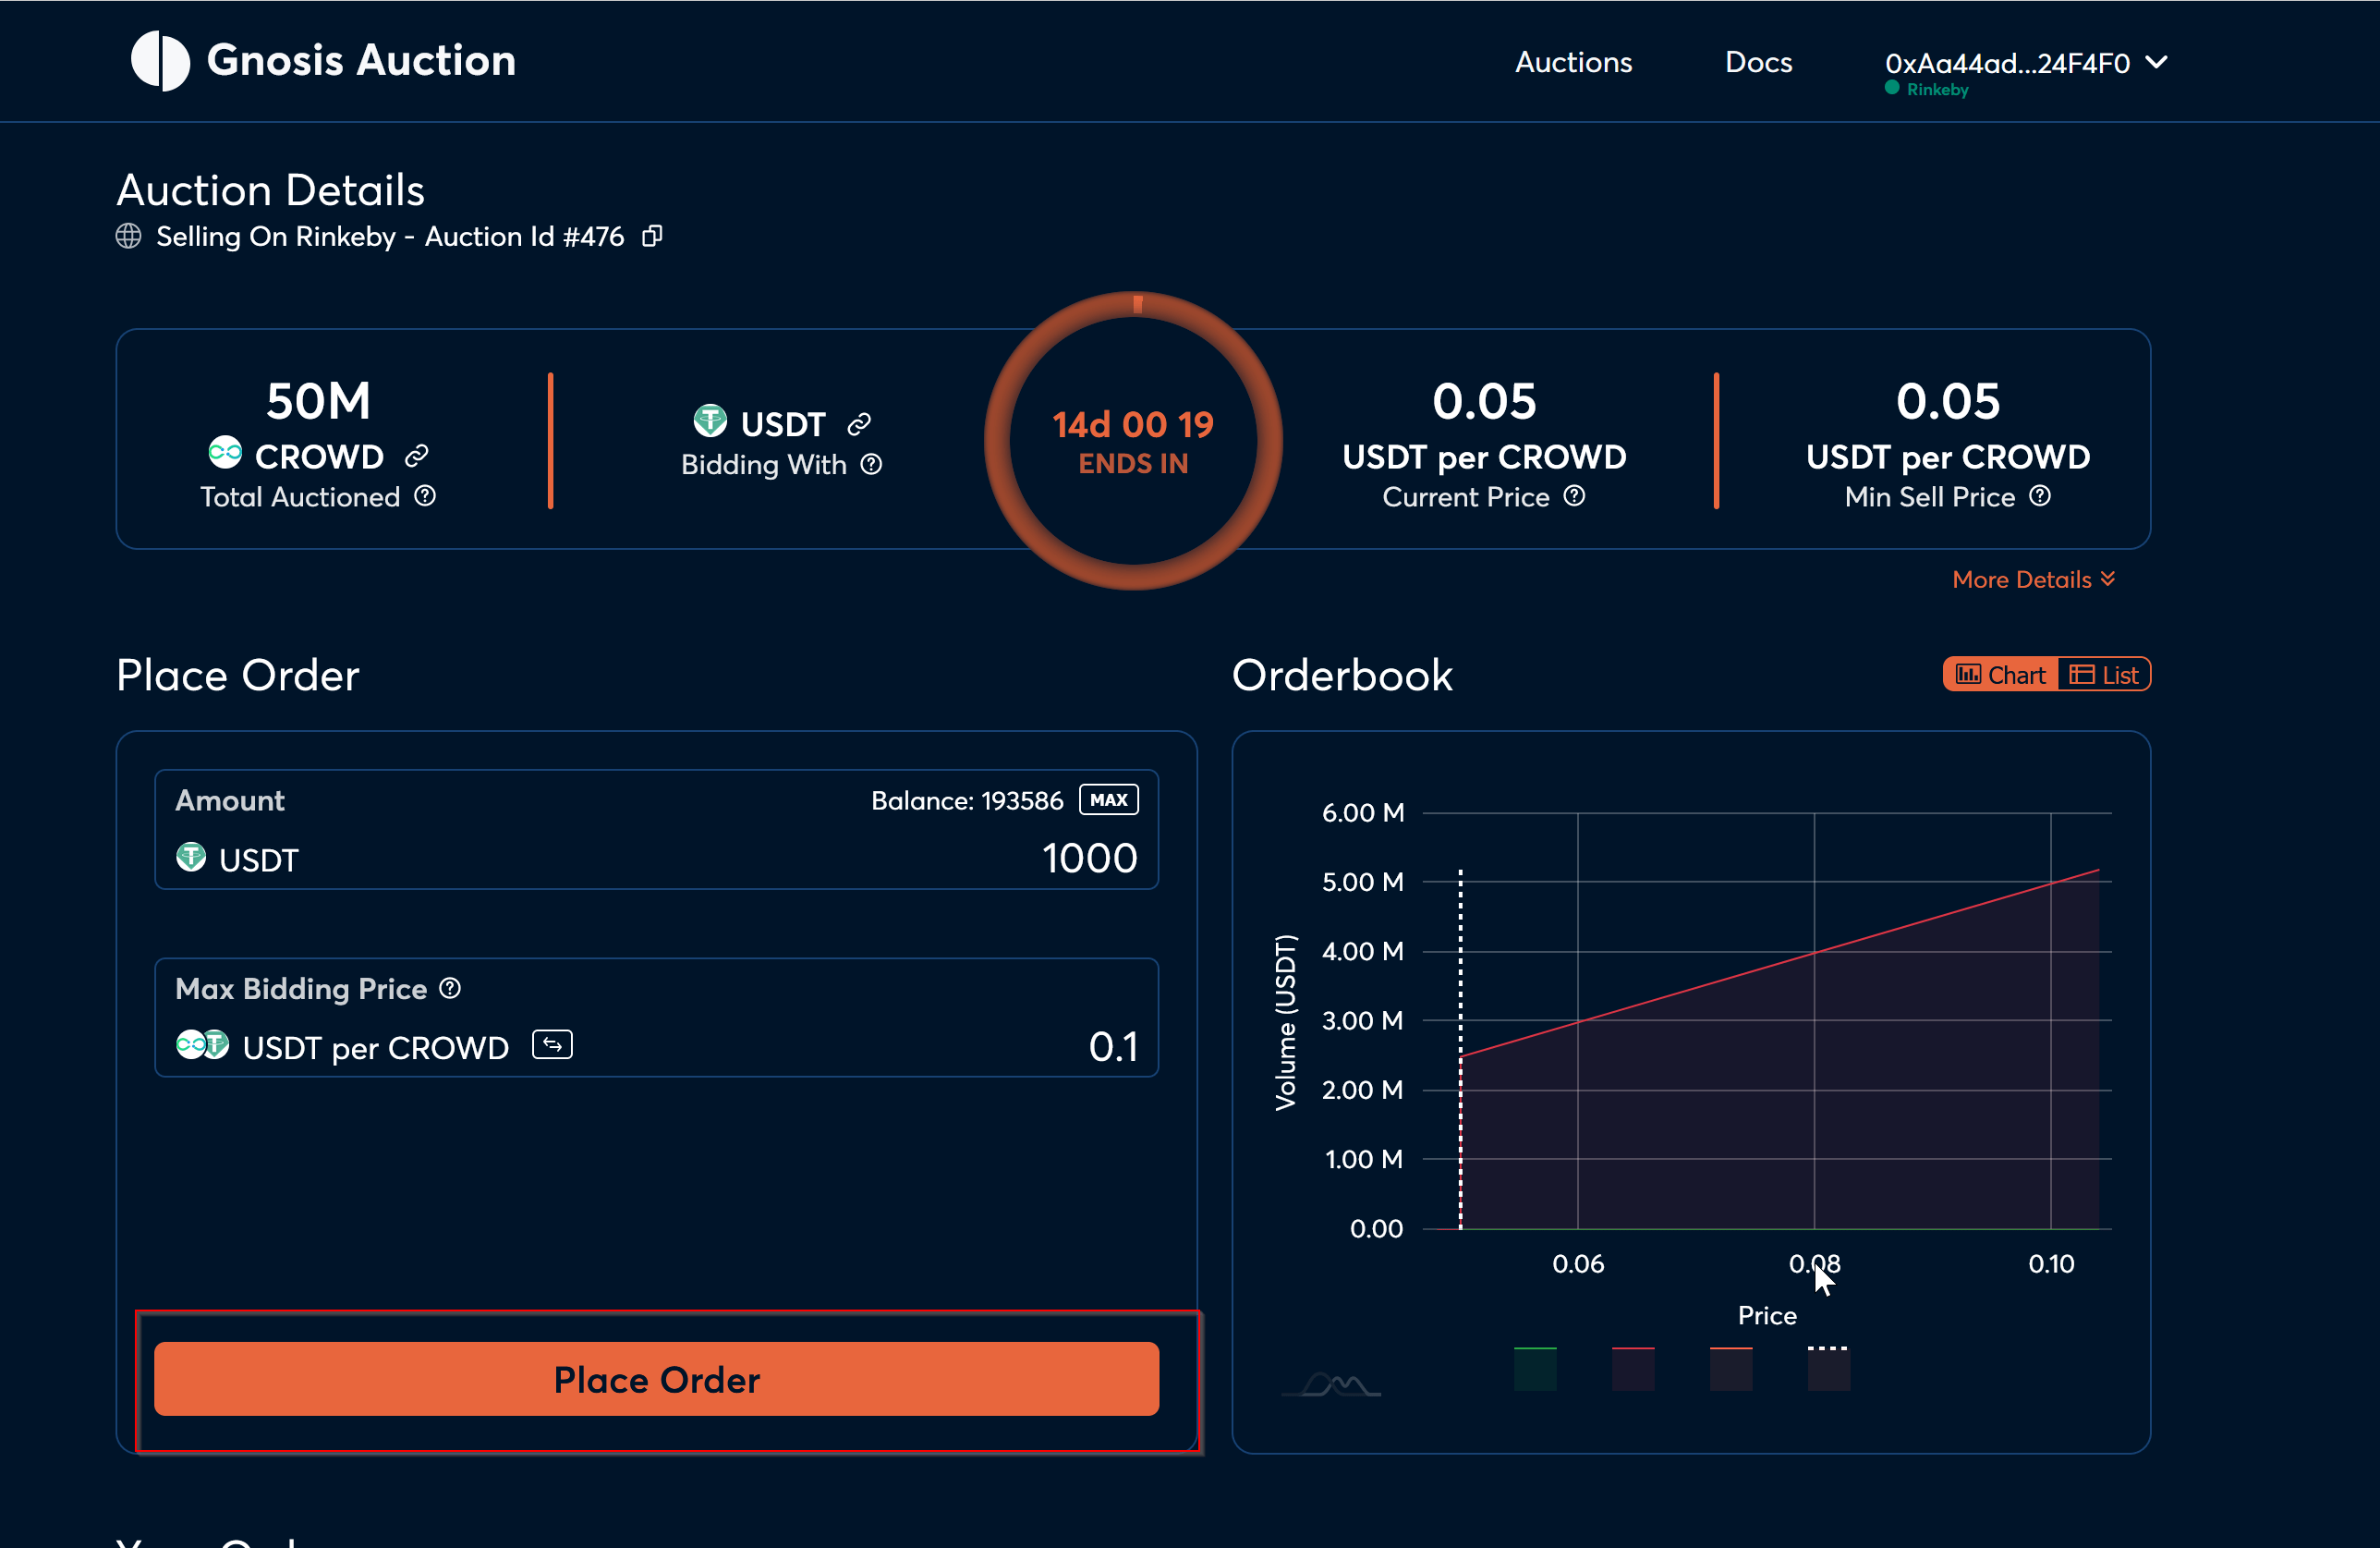 Gnosis Auction
Auctions
Docs
0xAa44ad...24F4F0
Rinkeby
Auction Details
Selling On Rinkeby - Auction Id #476
50M
CROWD
Total Auctioned
USDT
Bidding With
14d 00 19
ENDS IN
0.05
USDT per CROWD
Current Price
0.05
USDT per CROWD
Min Sell Price
More Details
Place Order
Amount
Balance: 193586 MAX
USDT
1000
Max Bidding Price
USDT per CROWD
0.1
Place Order
Orderbook
Chart
List
Volume (USDT)
6.00 M
5.00 M
4.00 M
3.00 M
2.00 M
1.00 M
0.00
0.06
0.08
0.10
Price